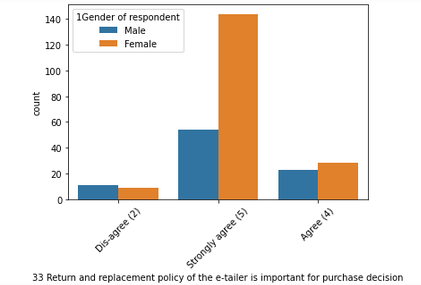 1Gender of respondent
Male
Female
140
120
100
80
60
40
20
0
count
Dis-agree (2)
Strongly agree (5)
Agree (4)
33 Return and replacement policy of the e-tailer is important for purchase decision